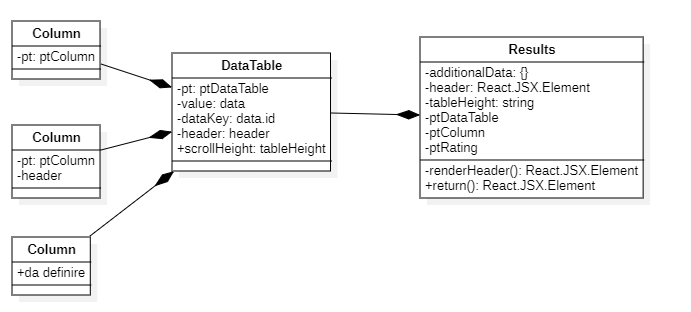 Column
-pt: ptColumn
Column
-pt: ptColumn
-header
Column
+da definire
DataTable
-pt: ptDataTable
-value: data
-dataKey: data.id
-header: header
+scrollHeight: tableHeight
Results
-additionalData: {}
-header: React.JSX.Element
-tableHeight: string
-ptDataTable
-ptColumn
-ptRating
-renderHeader(): React.JSX.Element
+return(): React.JSX.Element